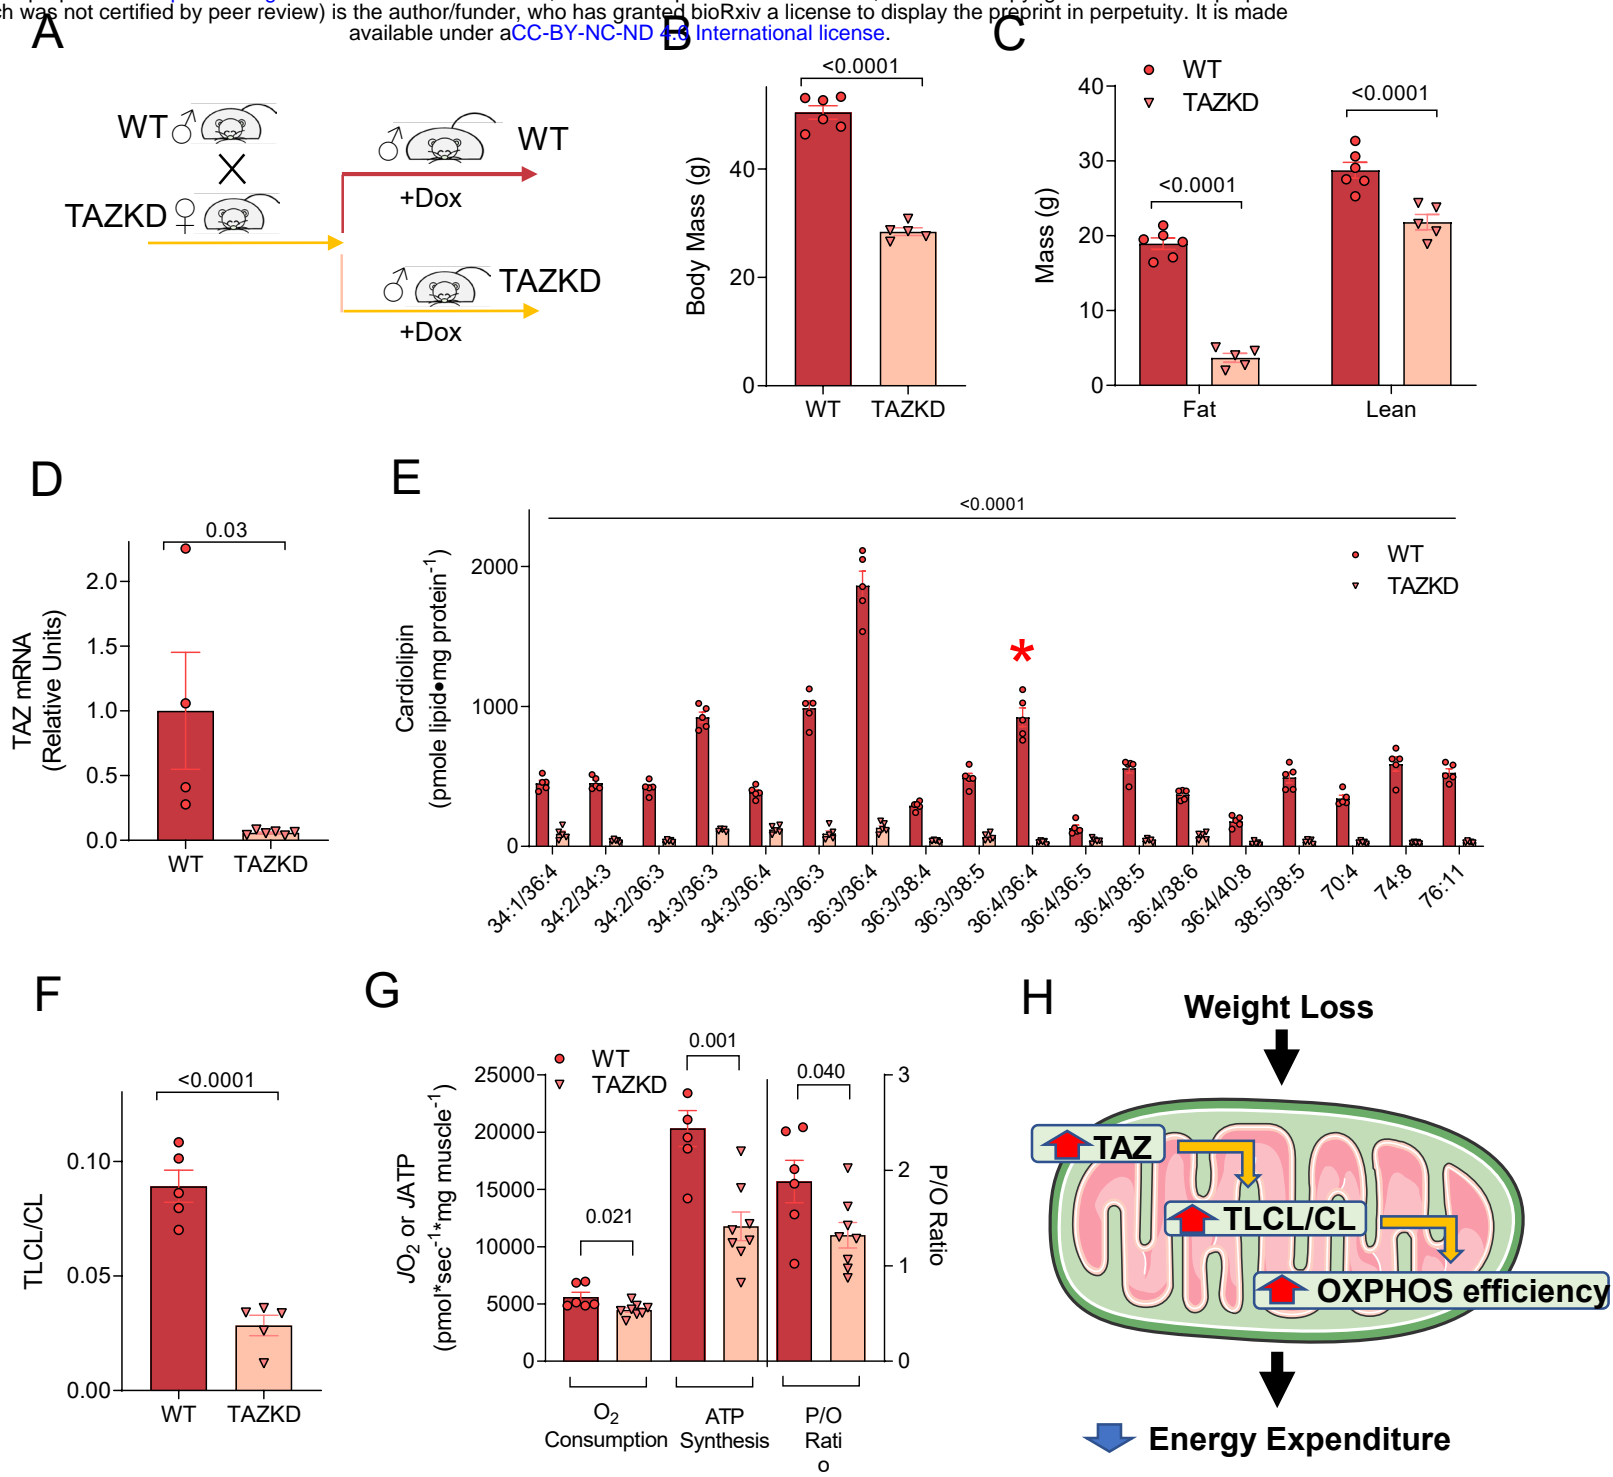 ch was not certified by peer review) is the author/funder, who has granted bioRxiv a license to display the preprint in perpetuity. It is made
available under aCC-BY-NC-ND 4.0 International license.
A
WT ♂
X
TAZKD ♀
♂ WT
+Dox
♂ TAZKD
+Dox
B
<0.0001
Body Mass (g)
40
20
0
WT TAZKD
C
WT
TAZKD
<0.0001
<0.0001
Mass (g)
40
30
20
10
0
Fat Lean
D
0.03
TAZ mRNA
(Relative Units)
2.0
1.5
1.0
0.5
0.0
WT TAZKD
E
<0.0001
WT
TAZKD
Cardiolipin
(pmole lipid●mg protein-1)
2000
1000
0
*
34:1/36:4
34:2/34:3
34:2/36:3
34:3/36:3
34:3/36:4
36:3/36:3
36:3/36:4
36:3/38:4
36:3/38:5
36:4/36:4
36:4/36:5
36:4/38:5
36:4/38:6
36:4/40:8
38:5/38:5
70:4
74:8
76:11
F
<0.0001
TLCL/CL
0.10
0.05
0.00
WT TAZKD
G
WT
TAZKD
0.021
0.001
0.040
JO2 or JATP
(pmol*sec-1*mg muscle-1)
25000
20000
15000
10000
5000
0
3
2
1
0
P/O Ratio
O2
Consumption
ATP
Synthesis
P/O
Rati
o
H
Weight Loss
TAZ
TLCL/CL
OXPHOS efficiency
Energy Expenditure